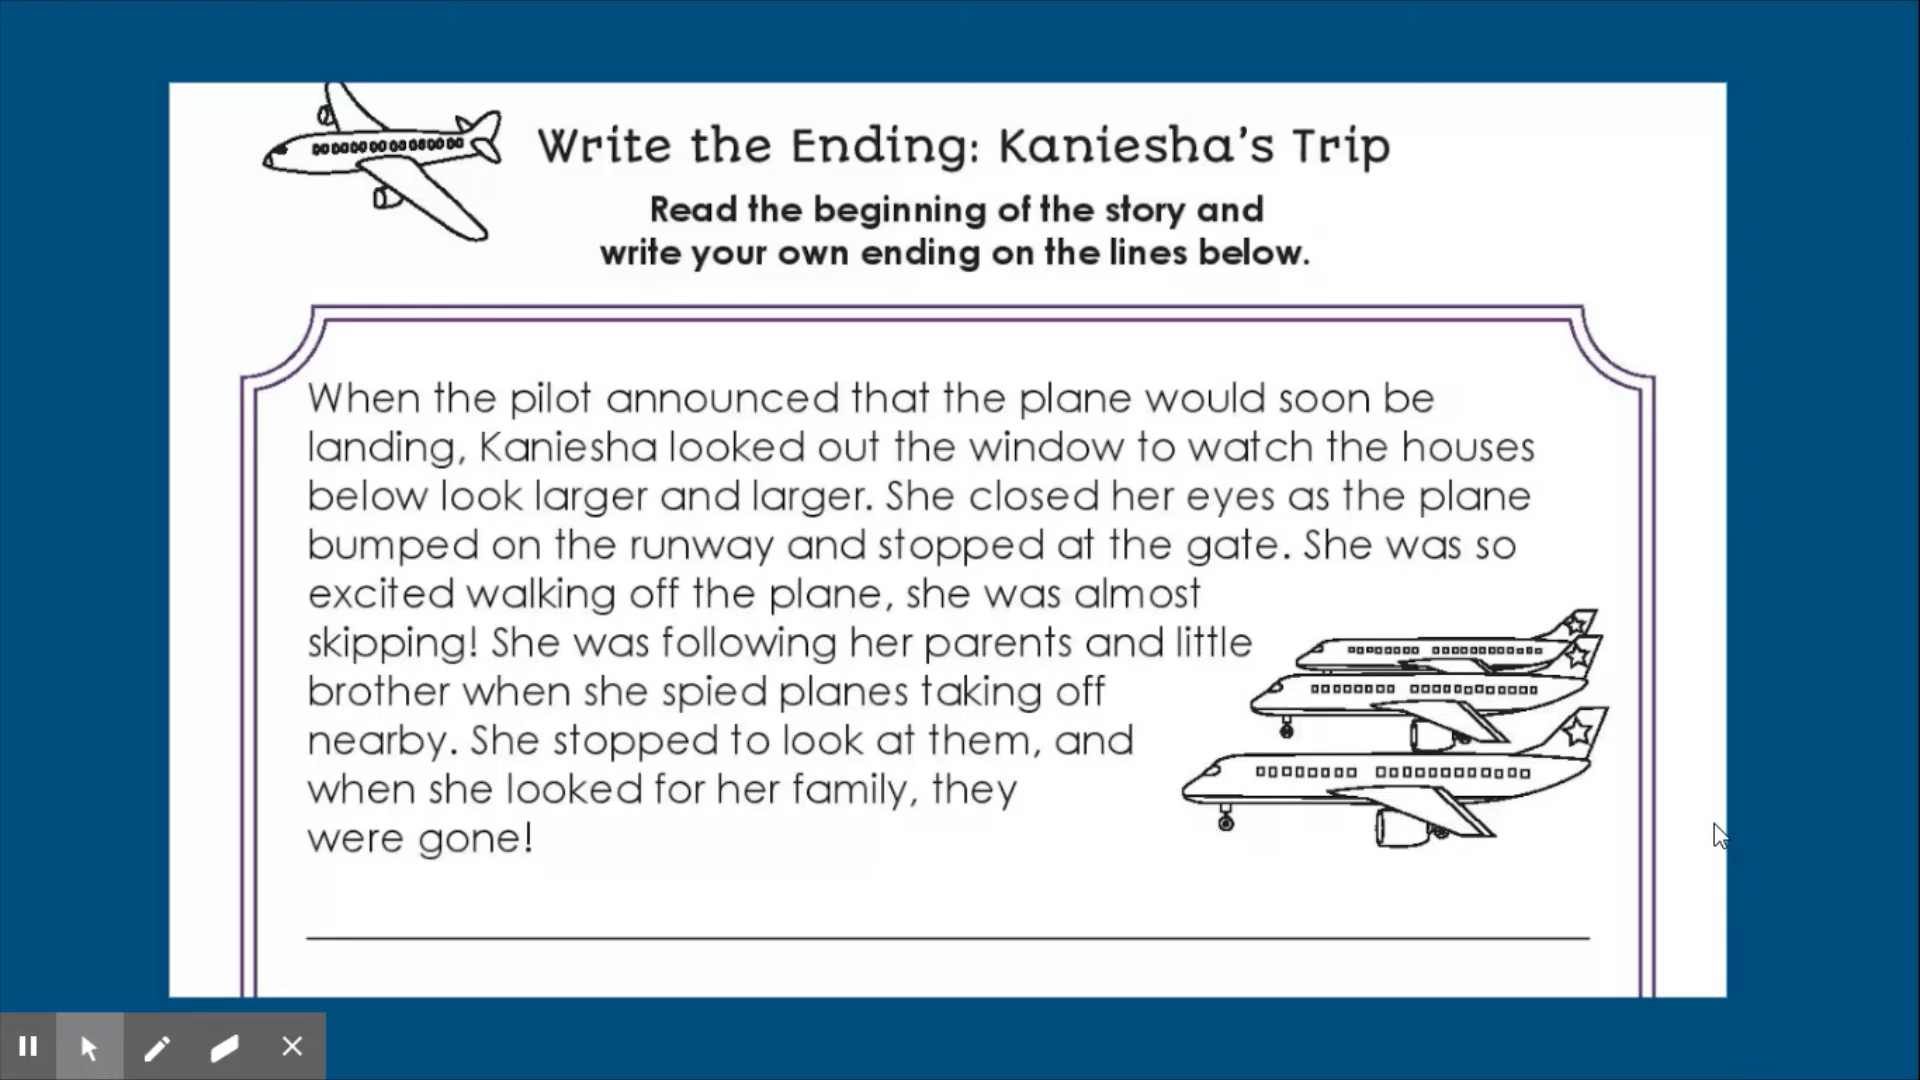 Write the Ending: Kaniesha's Trip
Read the beginning of the story and
write your own ending on the lines below.
When the pilot announced that the plane would soon be
landing, Kaniesha looked out the window to watch the houses
below look larger and larger. She closed her eyes as the plane
bumped on the runway and stopped at the gate. She was so
excited walking off the plane, she was almost
skipping! She was following her parents and little
brother when she spied planes taking off
nearby. She stopped to look at them, and
when she looked for her family, they
were gone!